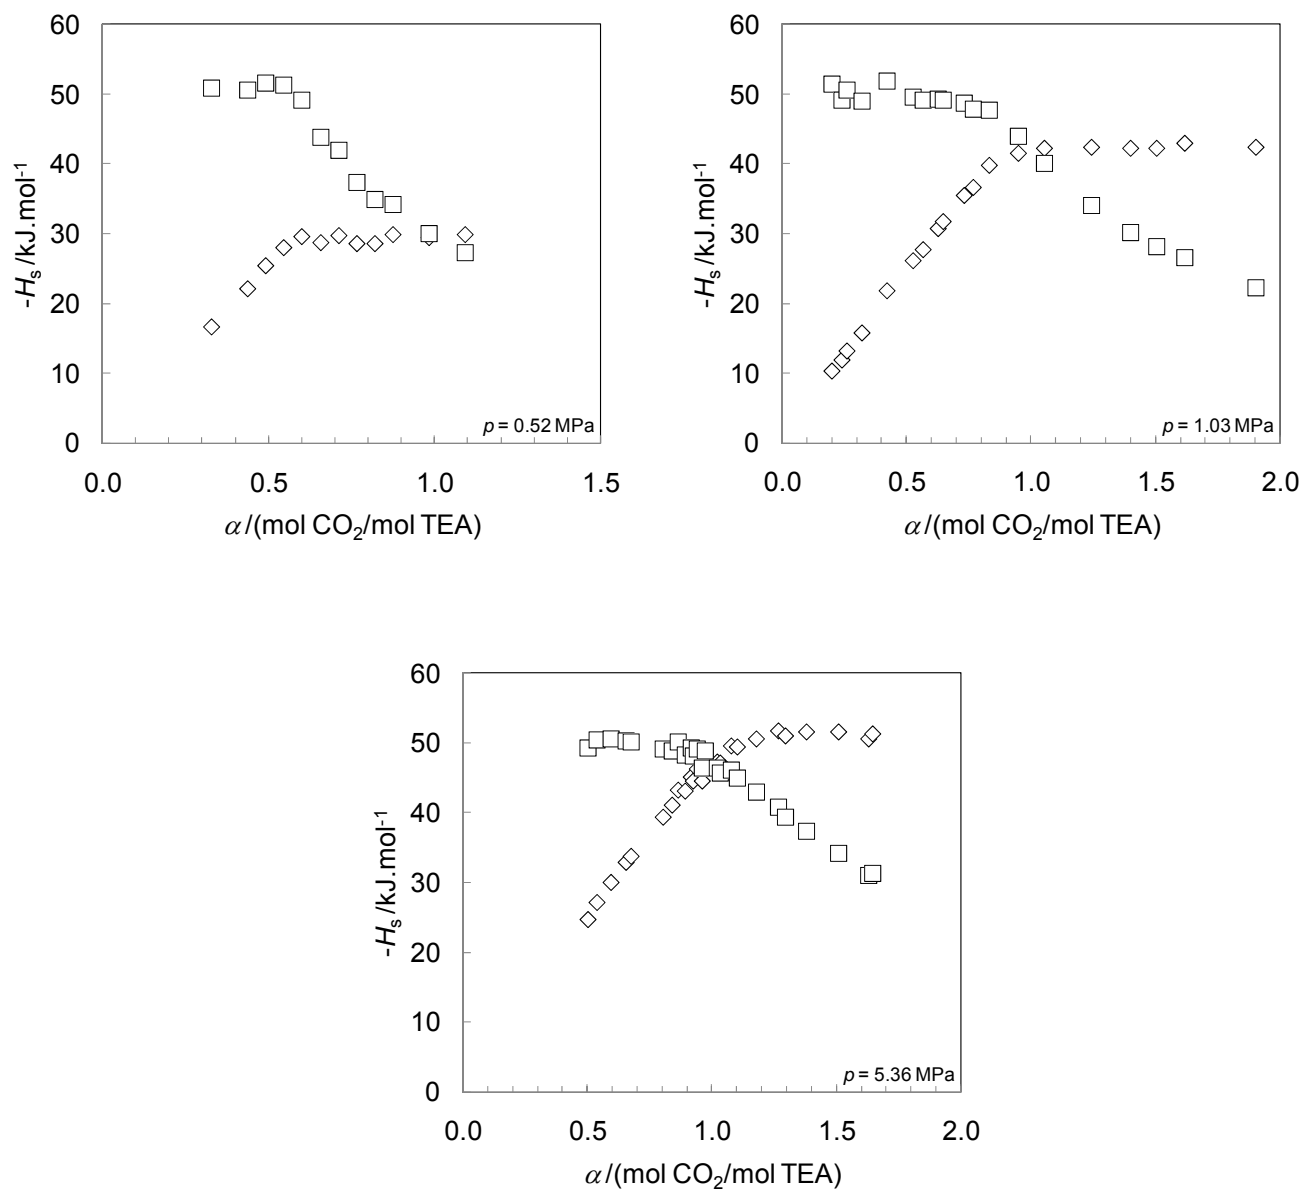 60
50
40
30
20
10
0
-Hs /kJ.mol-1
p = 0.52 MPa
0.0 0.5 1.0 1.5
α /(mol CO2/mol TEA)
60
50
40
30
20
10
0
-Hs /kJ.mol-1
p = 1.03 MPa
0.0 0.5 1.0 1.5 2.0
α /(mol CO2/mol TEA)
60
50
40
30
20
10
0
-Hs /kJ.mol-1
p = 5.36 MPa
0.0 0.5 1.0 1.5 2.0
α /(mol CO2/mol TEA)